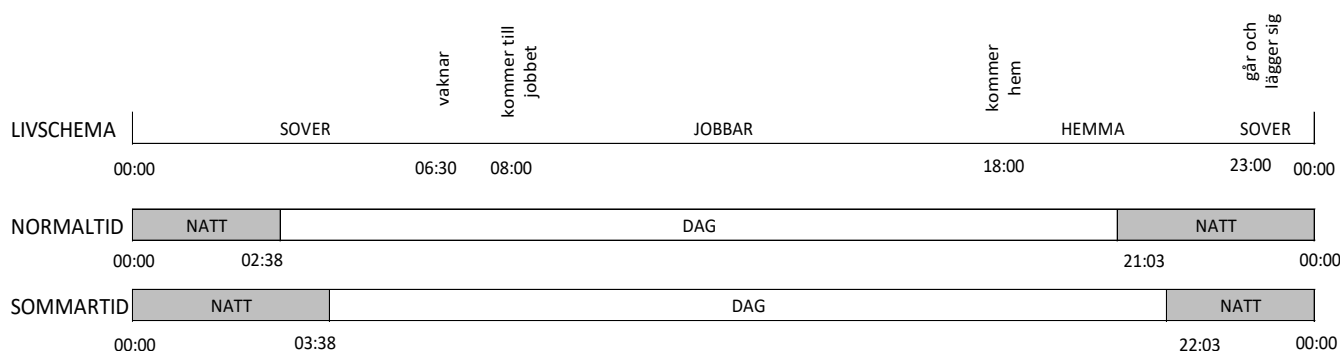 vaknar
kommer till
jobbet
kommer
hem
går och
lägger sig
LIVSCHEMA SOVER JOBBAR HEMMA SOVER
00:00 06:30 08:00 18:00 23:00 00:00
NORMALTID NATT DAG NATT
00:00 02:38 21:03 00:00
SOMMARTID NATT DAG NATT
00:00 03:38 22:03 00:00